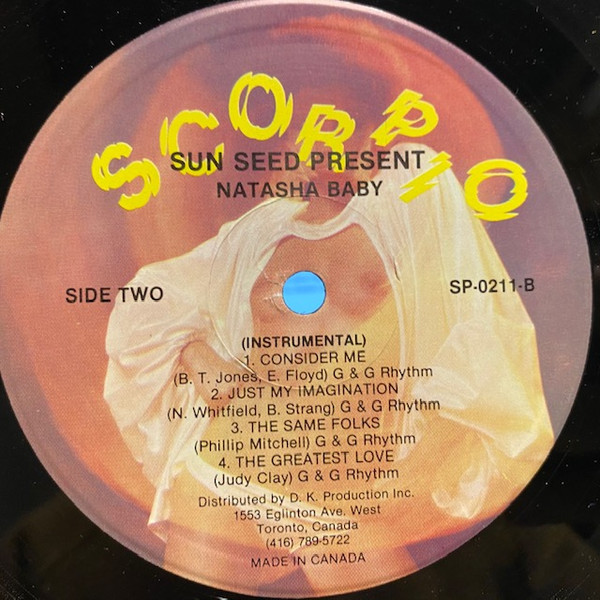 SCORPIO
SUN SEED PRESENT
NATASHA BABY
SIDE TWO
SP-0211-B
(INSTRUMENTAL)
1. CONSIDER ME
(B. T. Jones, E. Floyd) G & G Rhythm
2. JUST MY IMAGINATION
(N. Whitfield, B. Strang) G & G Rhythm
3. THE SAME FOLKS
(Phillip Mitchell) G & G Rhythm
4. THE GREATEST LOVE
(Judy Clay) G & G Rhythm
Distributed by D. K. Production Inc.
1553 Eglinton Ave. West
Toronto, Canada
(416) 789-5722
MADE IN CANADA